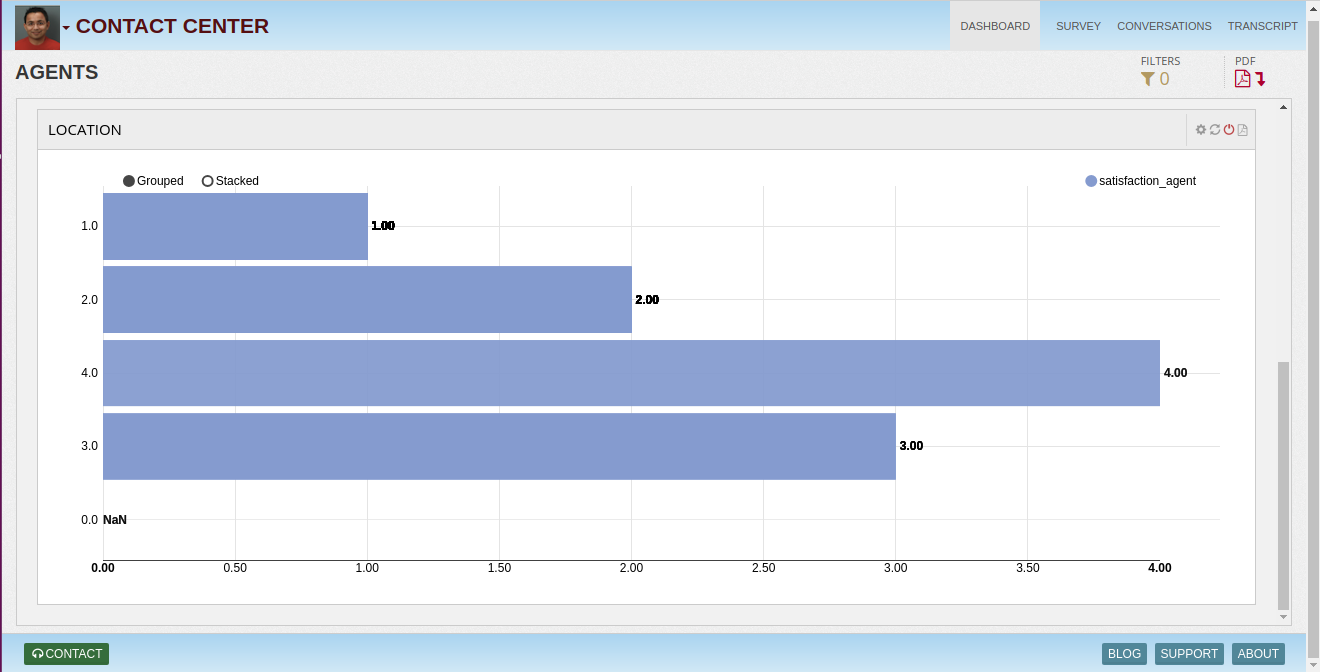 CONTACT CENTER
DASHBOARD SURVEY CONVERSATIONS TRANSCRIPT
AGENTS
FILTERS PDF
0
LOCATION
Grouped Stacked satisfaction_agent
1.0 1.00
2.0 2.00
4.0 4.00
3.0 3.00
0.0 NaN
0.00 0.50 1.00 1.50 2.00 2.50 3.00 3.50 4.00
CONTACT BLOG SUPPORT ABOUT